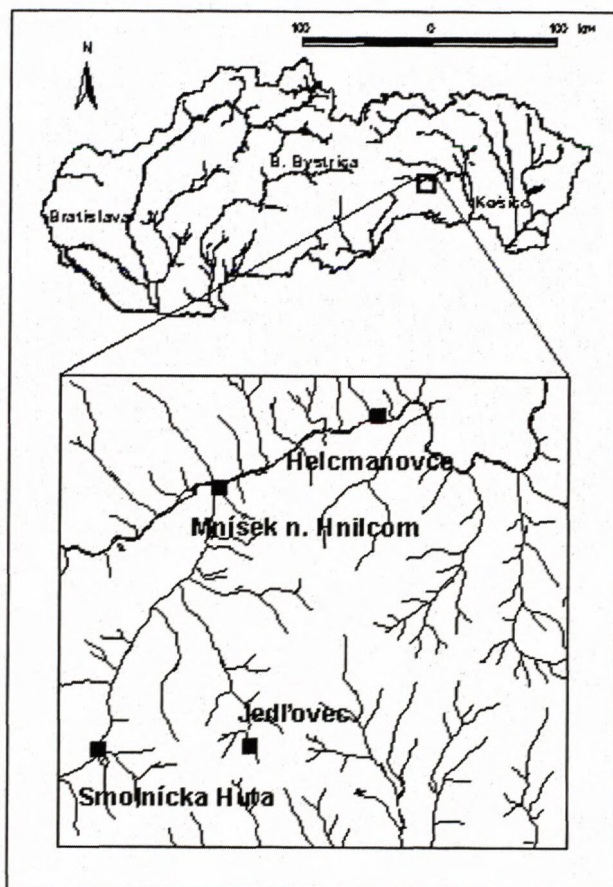 100 0 100 km
N
B. Bystrica
Bratislava
Košice
Helcmanovce
Mníšek n. Hnilcom
Jedľovec
Smolnícka Huta